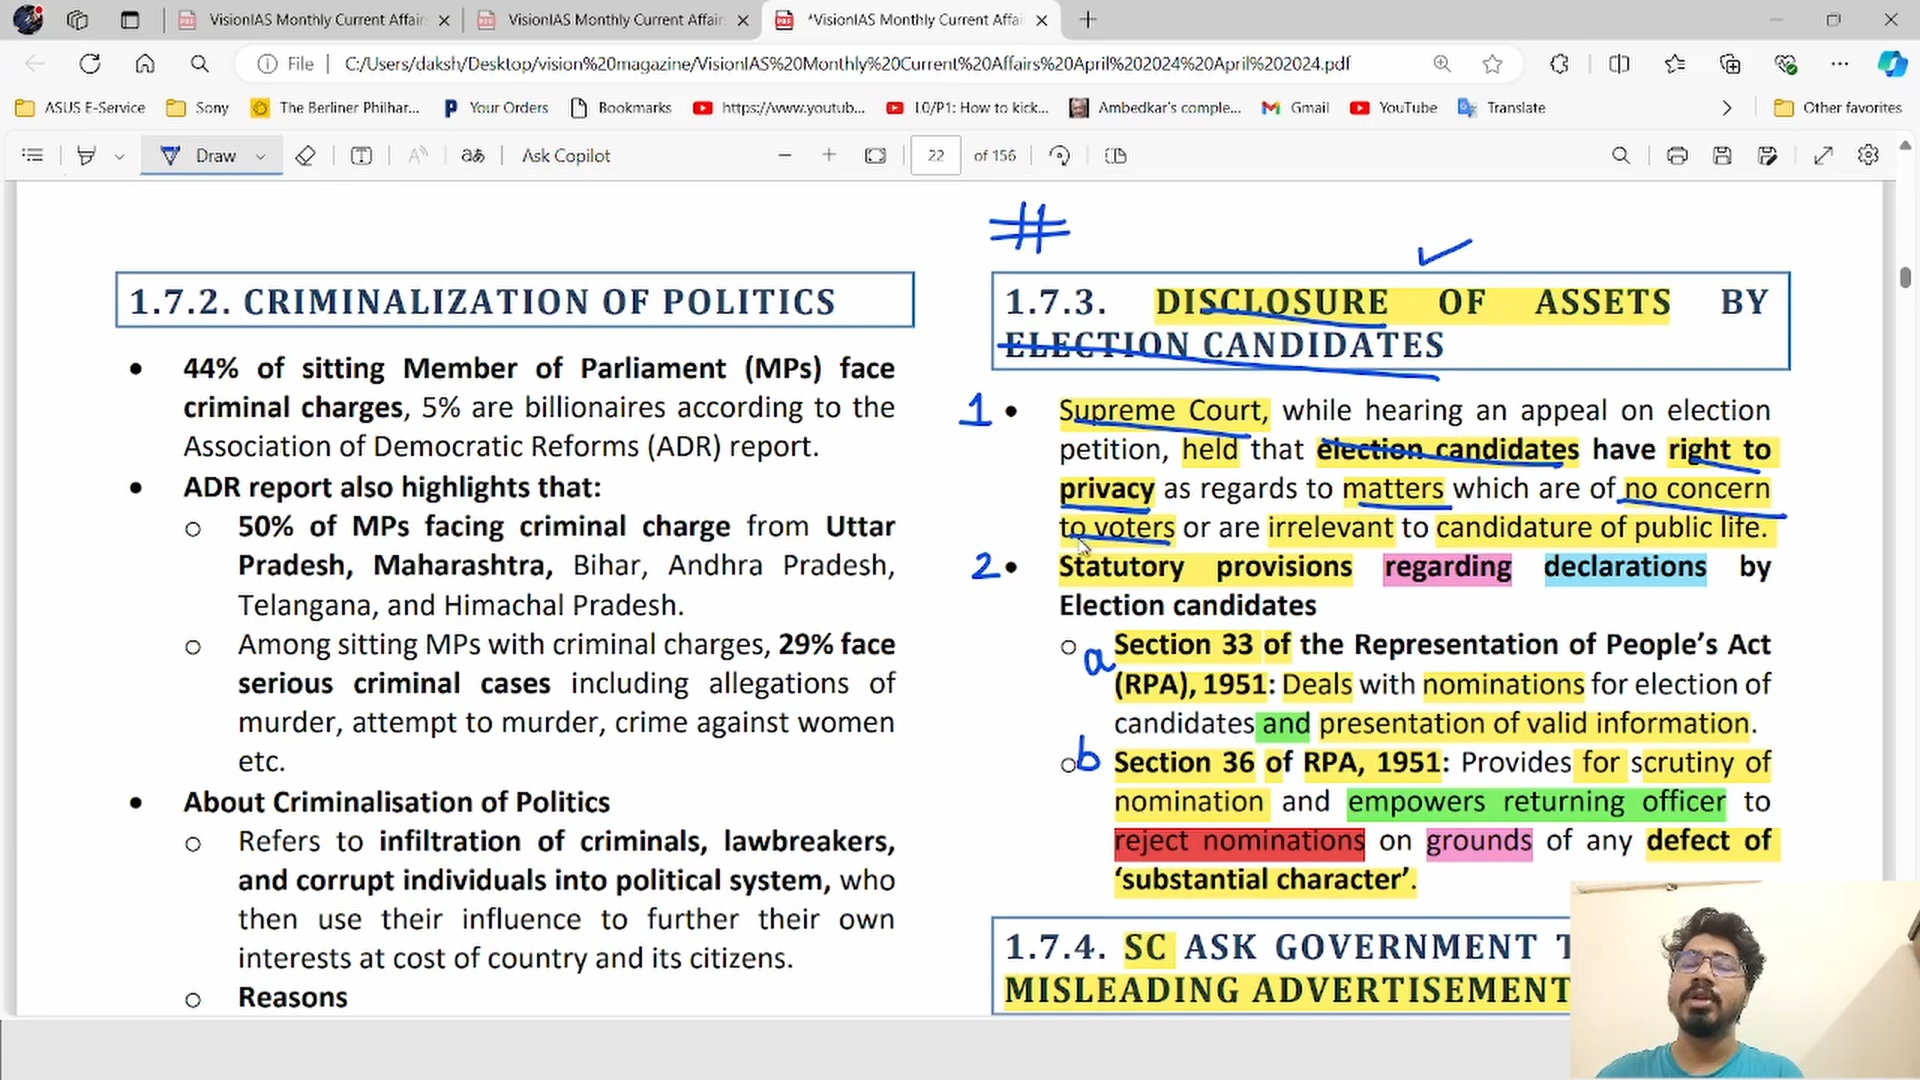 VisionIAS Monthly Current Affair
VisionIAS Monthly Current Affair
*VisionIAS Monthly Current Affa
File
C:/Users/daksh/Desktop/vision%20magazine/VisionIAS%20Monthly%20Current%20Affairs%20April%202024%20April%202024.pdf
ASUS E-Service
Sony
The Berliner Philhar...
Your Orders
Bookmarks
https://www.youtub...
L0/P1: How to kick...
Ambedkar's comple...
Gmail
YouTube
Translate
Other favorites
Draw
Ask Copilot
22 of 156
1.7.2. CRIMINALIZATION OF POLITICS
• 44% of sitting Member of Parliament (MPs) face
criminal charges, 5% are billionaires according to the
Association of Democratic Reforms (ADR) report.
• ADR report also highlights that:
o 50% of MPs facing criminal charge from Uttar
Pradesh, Maharashtra, Bihar, Andhra Pradesh,
Telangana, and Himachal Pradesh.
o Among sitting MPs with criminal charges, 29% face
serious criminal cases including allegations of
murder, attempt to murder, crime against women
etc.
• About Criminalisation of Politics
o Refers to infiltration of criminals, lawbreakers,
and corrupt individuals into political system, who
then use their influence to further their own
interests at cost of country and its citizens.
o Reasons
#
1.7.3. DISCLOSURE OF ASSETS BY
ELECTION CANDIDATES
1 • Supreme Court, while hearing an appeal on election
petition, held that election candidates have right to
privacy as regards to matters which are of no concern
to voters or are irrelevant to candidature of public life.
2 • Statutory provisions regarding declarations by
Election candidates
o a Section 33 of the Representation of People's Act
(RPA), 1951: Deals with nominations for election of
candidates and presentation of valid information.
o b Section 36 of RPA, 1951: Provides for scrutiny of
nomination and empowers returning officer to
reject nominations on grounds of any defect of
'substantial character'.
1.7.4. SC ASK GOVERNMENT T
MISLEADING ADVERTISEMENT